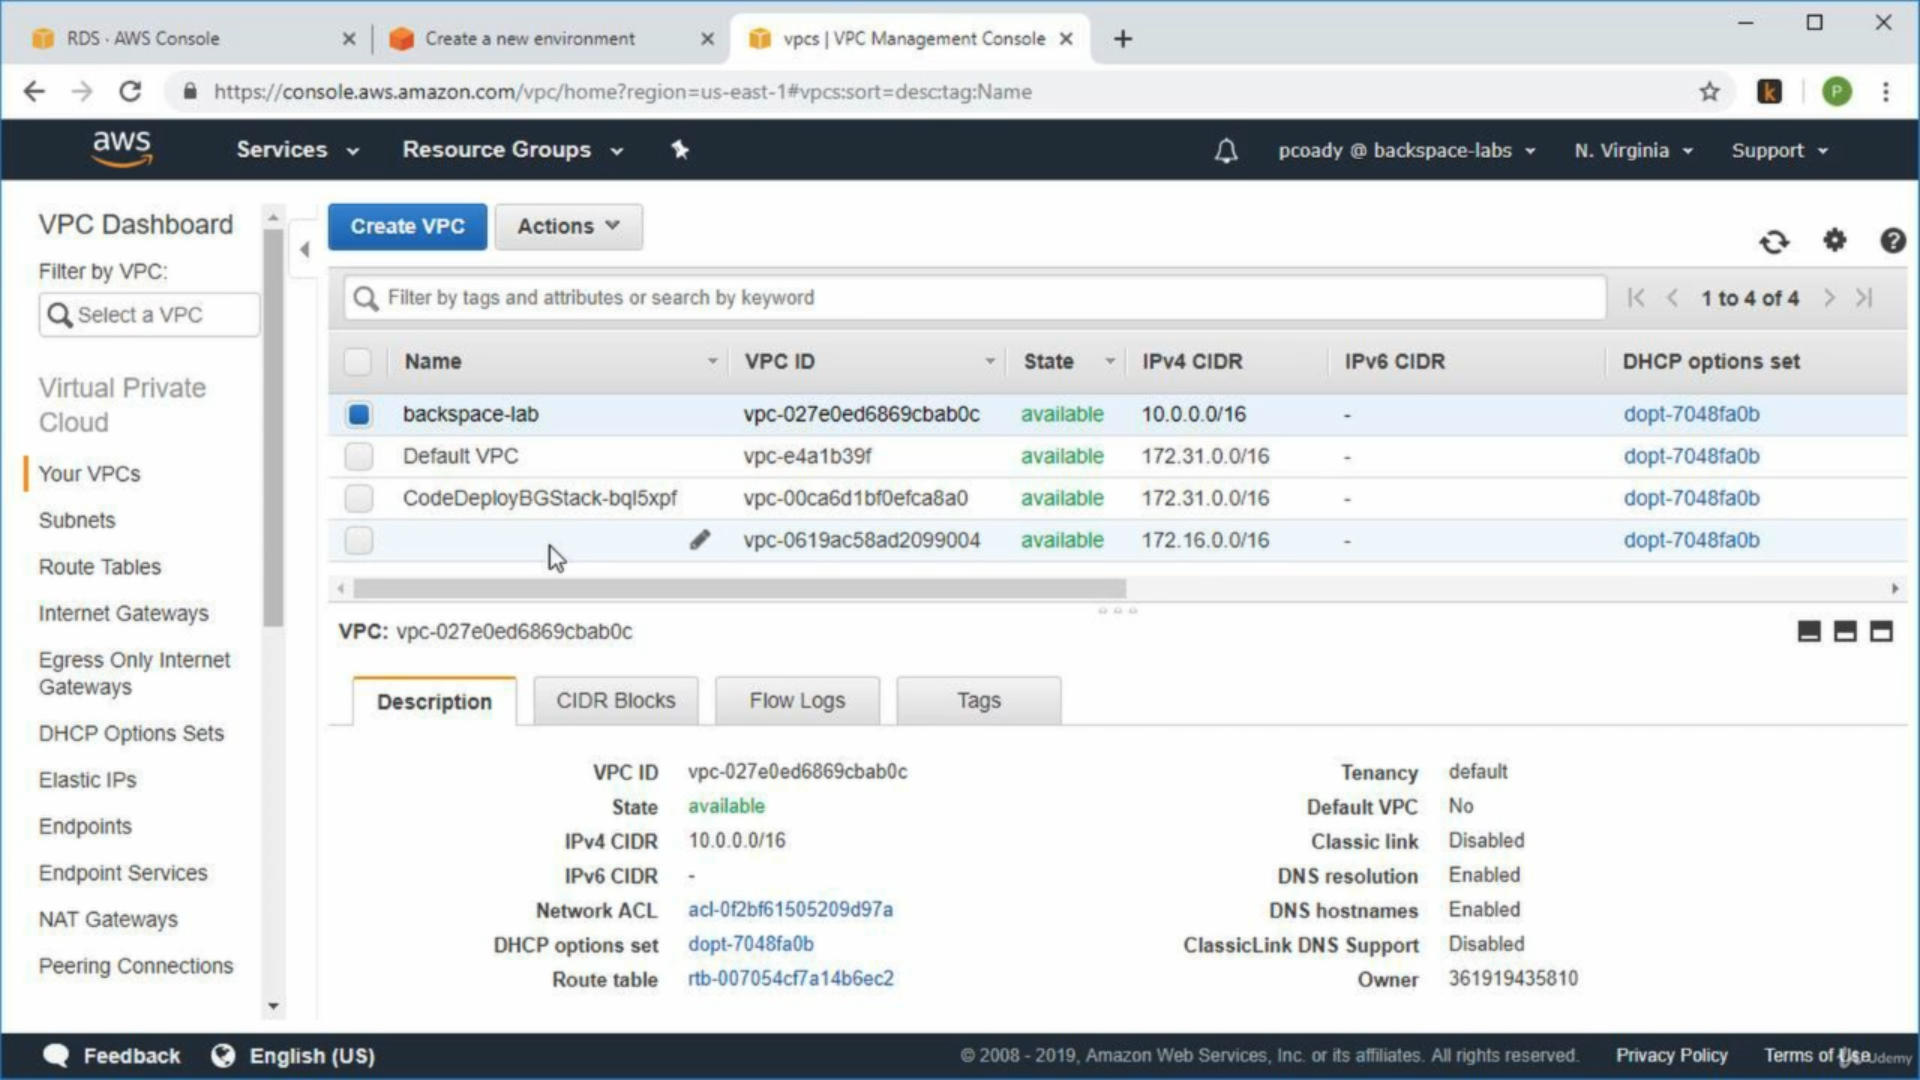 RDS · AWS Console
Create a new environment
vpcs | VPC Management Console
https://console.aws.amazon.com/vpc/home?region=us-east-1#vpcs:sort=desc:tag:Name
k
P
aws
Services
Resource Groups
pcoady @ backspace-labs
N. Virginia
Support
VPC Dashboard
Filter by VPC:
Select a VPC
Virtual Private
Cloud
Your VPCs
Subnets
Route Tables
Internet Gateways
Egress Only Internet
Gateways
DHCP Options Sets
Elastic IPs
Endpoints
Endpoint Services
NAT Gateways
Peering Connections
Create VPC
Actions
Filter by tags and attributes or search by keyword
1 to 4 of 4
Name VPC ID State IPv4 CIDR IPv6 CIDR DHCP options set
backspace-lab vpc-027e0ed6869cbab0c available 10.0.0.0/16 - dopt-7048fa0b
Default VPC vpc-e4a1b39f available 172.31.0.0/16 - dopt-7048fa0b
CodeDeployBGStack-bql5xpf vpc-00ca6d1bf0efca8a0 available 172.31.0.0/16 - dopt-7048fa0b
vpc-0619ac58ad2099004 available 172.16.0.0/16 - dopt-7048fa0b
VPC: vpc-027e0ed6869cbab0c
Description
CIDR Blocks
Flow Logs
Tags
VPC ID vpc-027e0ed6869cbab0c
State available
IPv4 CIDR 10.0.0.0/16
IPv6 CIDR -
Network ACL acl-0f2bf61505209d97a
DHCP options set dopt-7048fa0b
Route table rtb-007054cf7a14b6ec2
Tenancy default
Default VPC No
Classic link Disabled
DNS resolution Enabled
DNS hostnames Enabled
ClassicLink DNS Support Disabled
Owner 361919435810
Feedback
English (US)
© 2008 - 2019, Amazon Web Services, Inc. or its affiliates. All rights reserved.
Privacy Policy
Terms of Use
Udemy